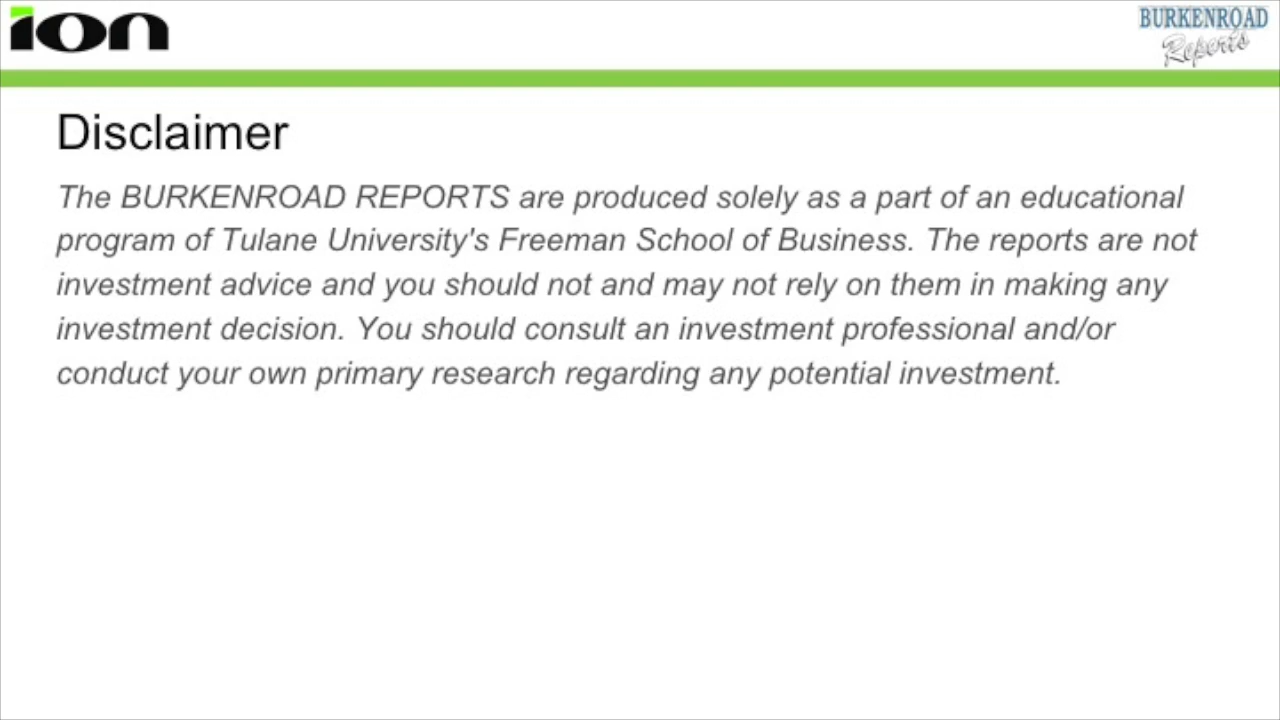 ion
BURKENROAD
Reports
Disclaimer
The BURKENROAD REPORTS are produced solely as a part of an educational
program of Tulane University's Freeman School of Business. The reports are not
investment advice and you should not and may not rely on them in making any
investment decision. You should consult an investment professional and/or
conduct your own primary research regarding any potential investment.